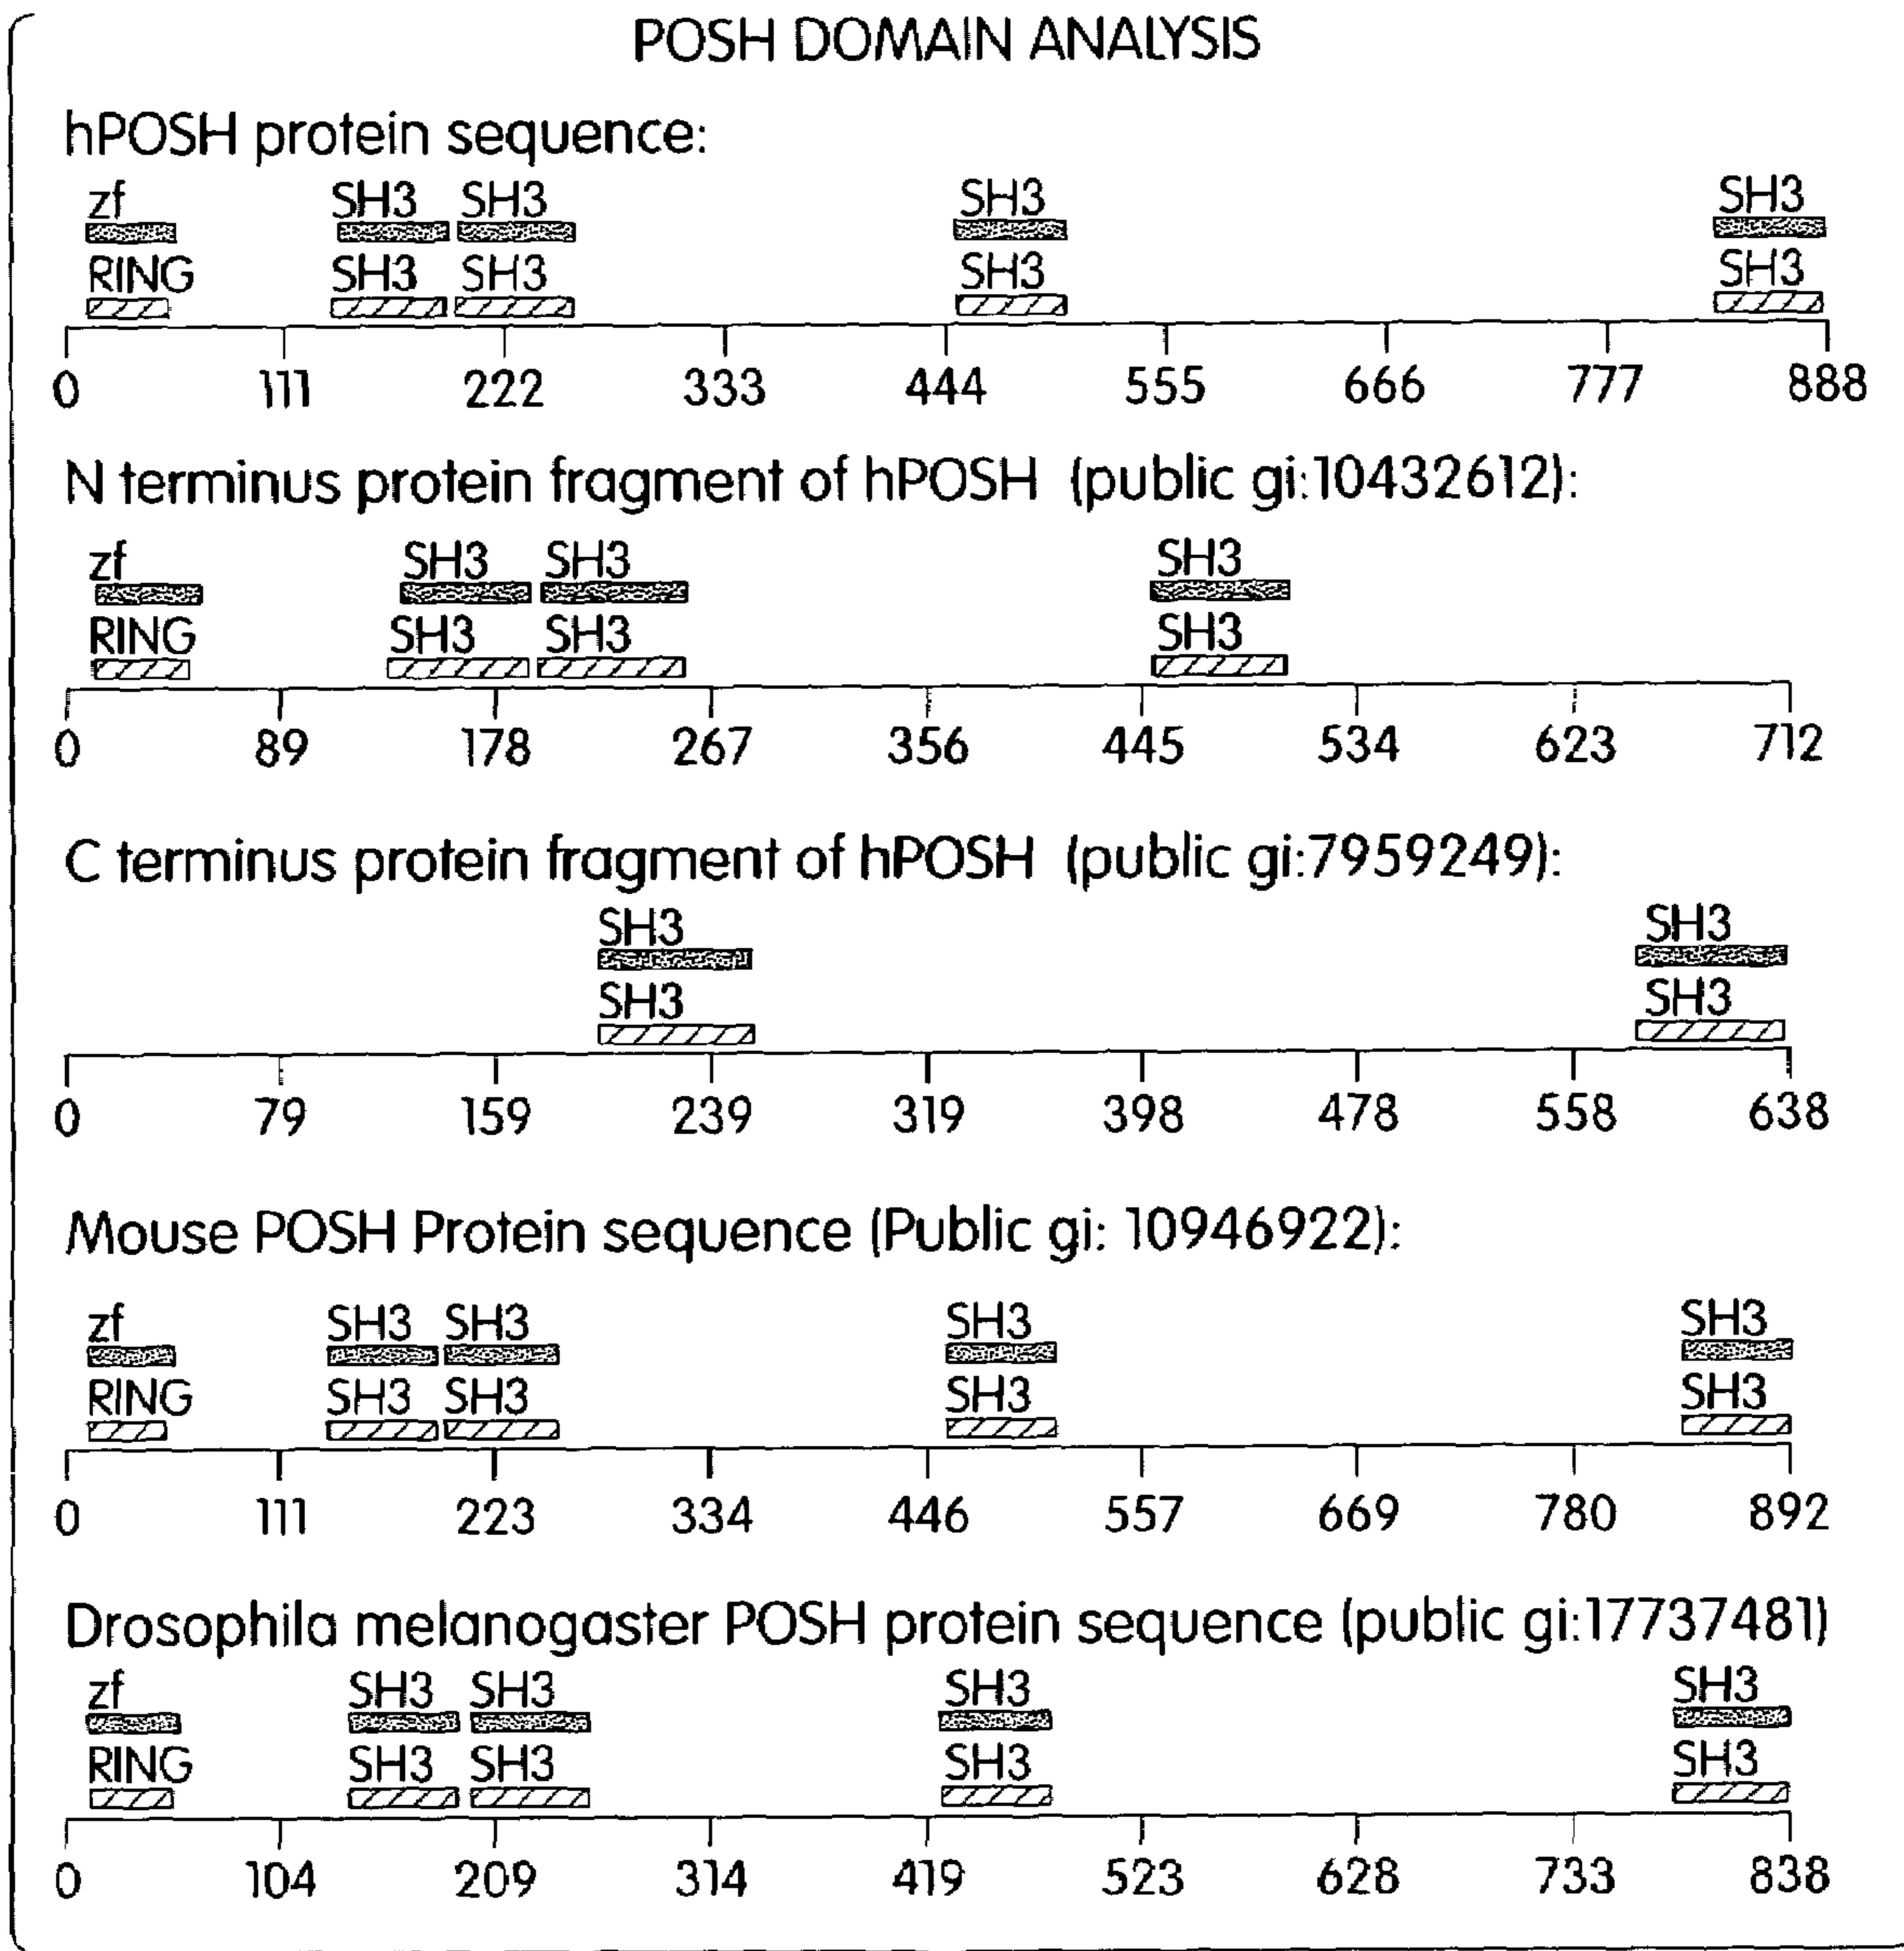 POSH DOMAIN ANALYSIS
hPOSH protein sequence:
zf SH3 SH3 SH3 SH3
RING SH3 SH3 SH3 SH3
0 111 222 333 444 555 666 777 888
N terminus protein fragment of hPOSH (public gi:10432612):
zf SH3 SH3 SH3
RING SH3 SH3 SH3
0 89 178 267 356 445 534 623 712
C terminus protein fragment of hPOSH (public gi:7959249):
SH3 SH3
SH3 SH3
0 79 159 239 319 398 478 558 638
Mouse POSH Protein sequence (Public gi: 10946922):
zf SH3 SH3 SH3 SH3
RING SH3 SH3 SH3 SH3
0 111 223 334 446 557 669 780 892
Drosophila melanogaster POSH protein sequence (public gi:17737481)
zf SH3 SH3 SH3 SH3
RING SH3 SH3 SH3 SH3
0 104 209 314 419 523 628 733 838